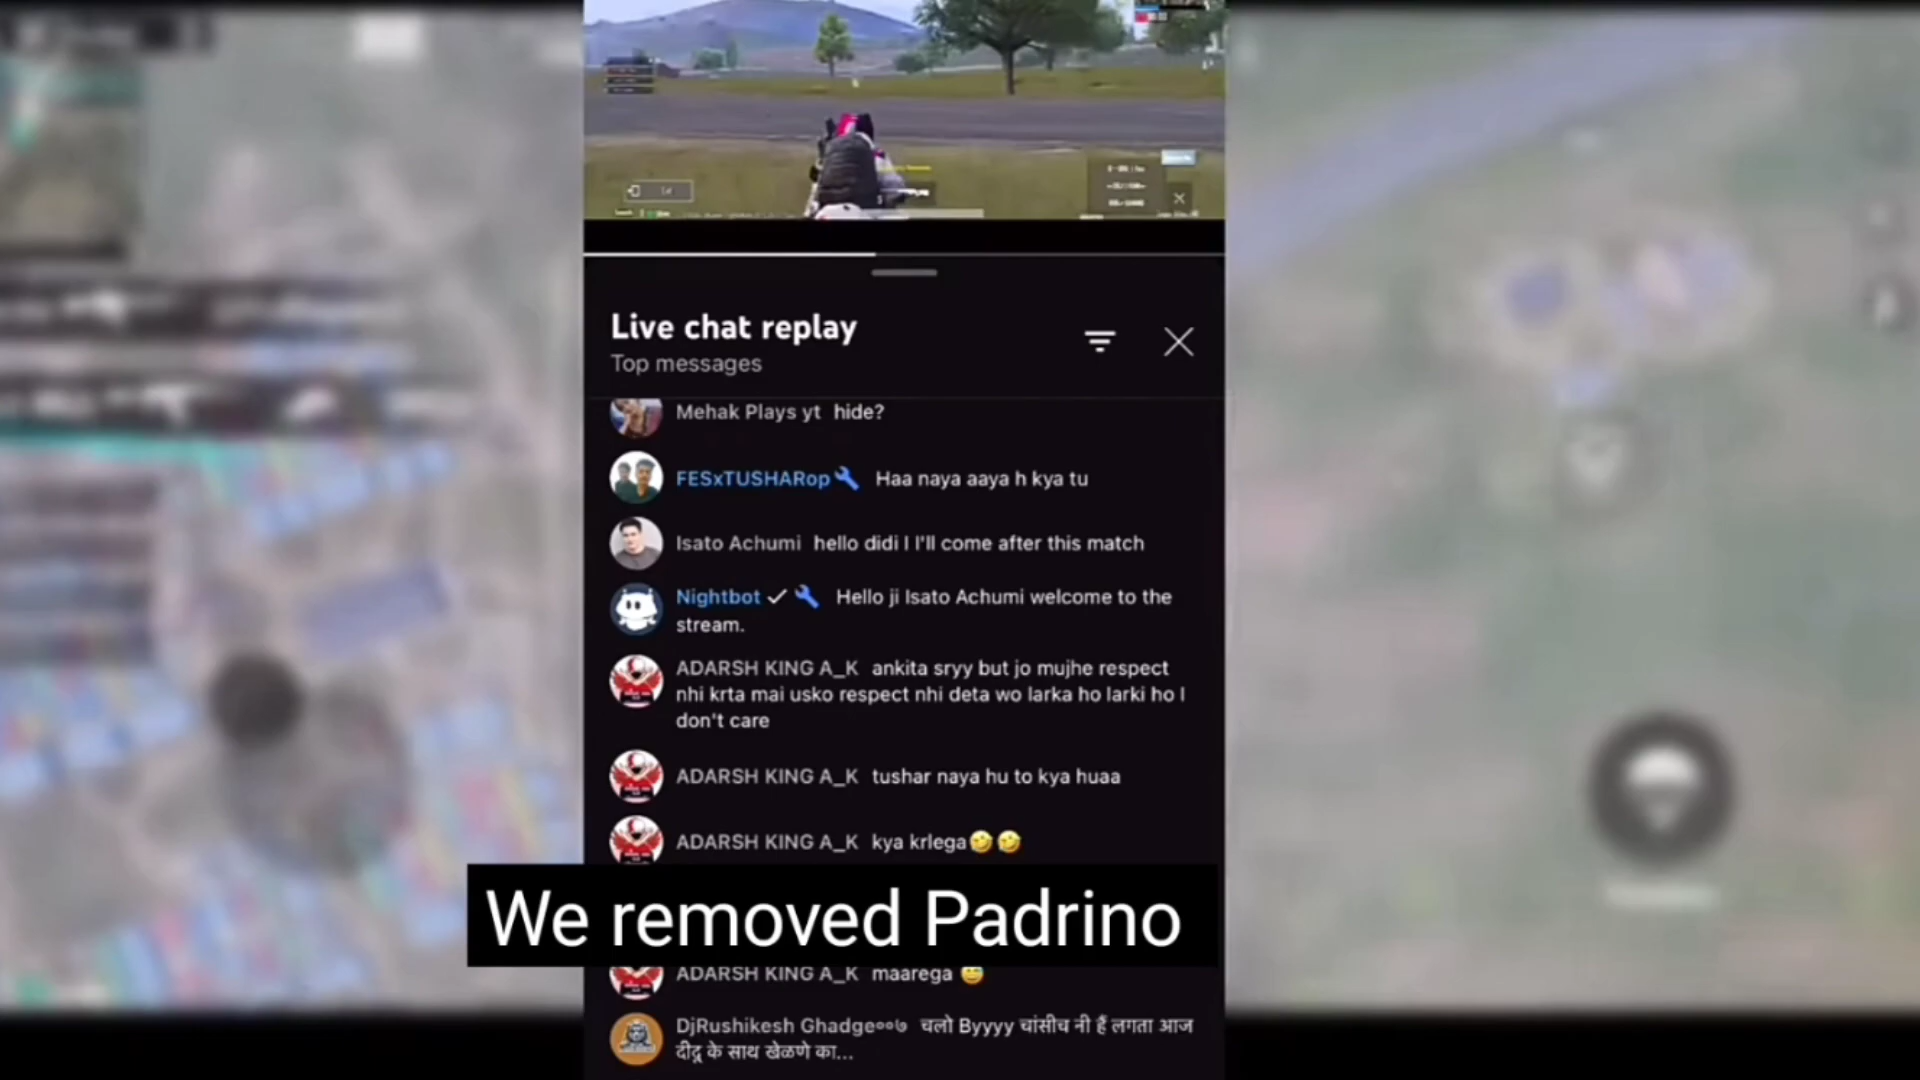 Live chat replay
Top messages
Mehak Plays yt hide?
FESxTUSHARop Haa naya aaya h kya tu
Isato Achumi hello didi I I'll come after this match
Nightbot Hello ji Isato Achumi welcome to the
stream.
ADARSH KING A_K ankita sryy but jo mujhe respect
nhi krta mai usko respect nhi deta wo larka ho larki ho I
don't care
ADARSH KING A_K tushar naya hu to kya huaa
ADARSH KING A_K kya krlega🤣🤣
We removed Padrino
ADARSH KING A_K maarega 😅
DjRushikesh Ghadge००७ चलो Byyyy चांसीच नी हैं लगता आज
दीदू के साथ खेळणे का...